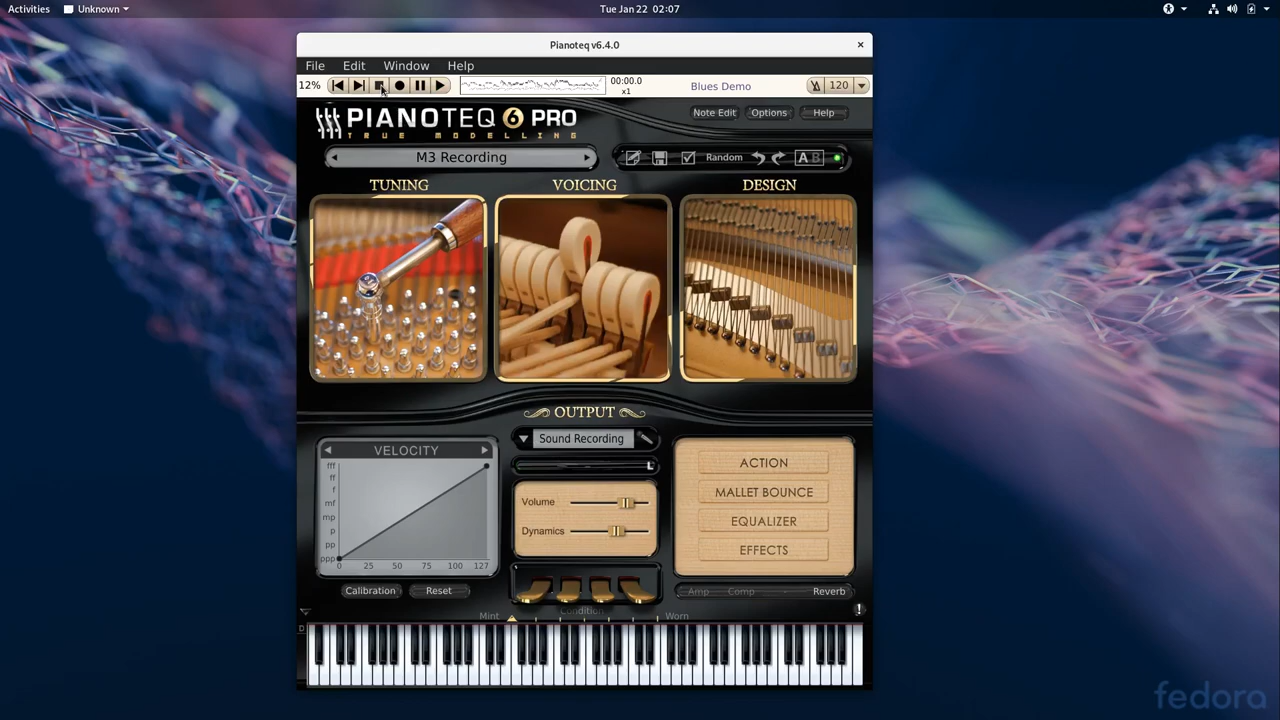 Activities Unknown Tue Jan 22 02:07
Pianoteq v6.4.0 ×
File Edit Window Help
12% 00:00.0 x1 Blues Demo 120
PIANOTEQ 6 PRO
TRUE MODELLING
Note Edit Options Help
M3 Recording Random A B
TUNING VOICING DESIGN
OUTPUT
VELOCITY
fff
ff
f
mf
mp
p
pp
ppp
0 25 50 75 100 127
Calibration Reset
Sound Recording
L
Volume
Dynamics
ACTION
MALLET BOUNCE
EQUALIZER
EFFECTS
Amp Comp Reverb
Condition
Mint Worn
!
D
fedora